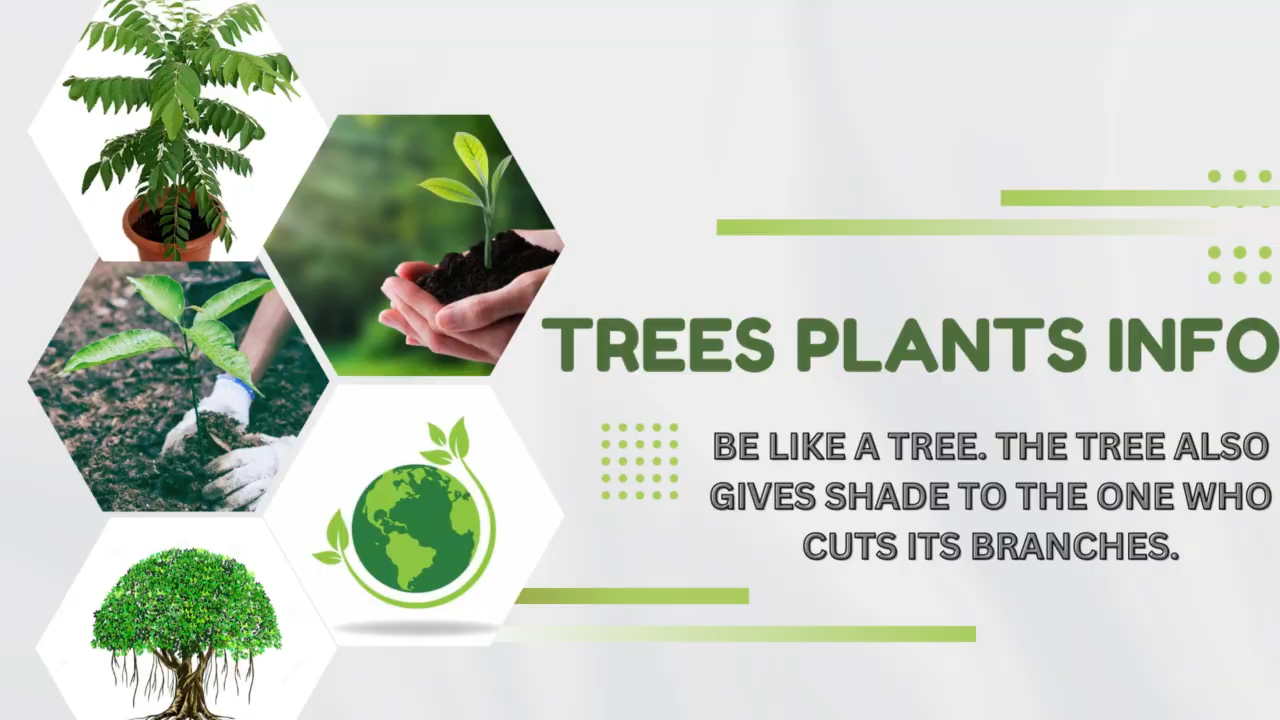 TREES PLANTS INFO
BE LIKE A TREE. THE TREE ALSO
GIVES SHADE TO THE ONE WHO
CUTS ITS BRANCHES.